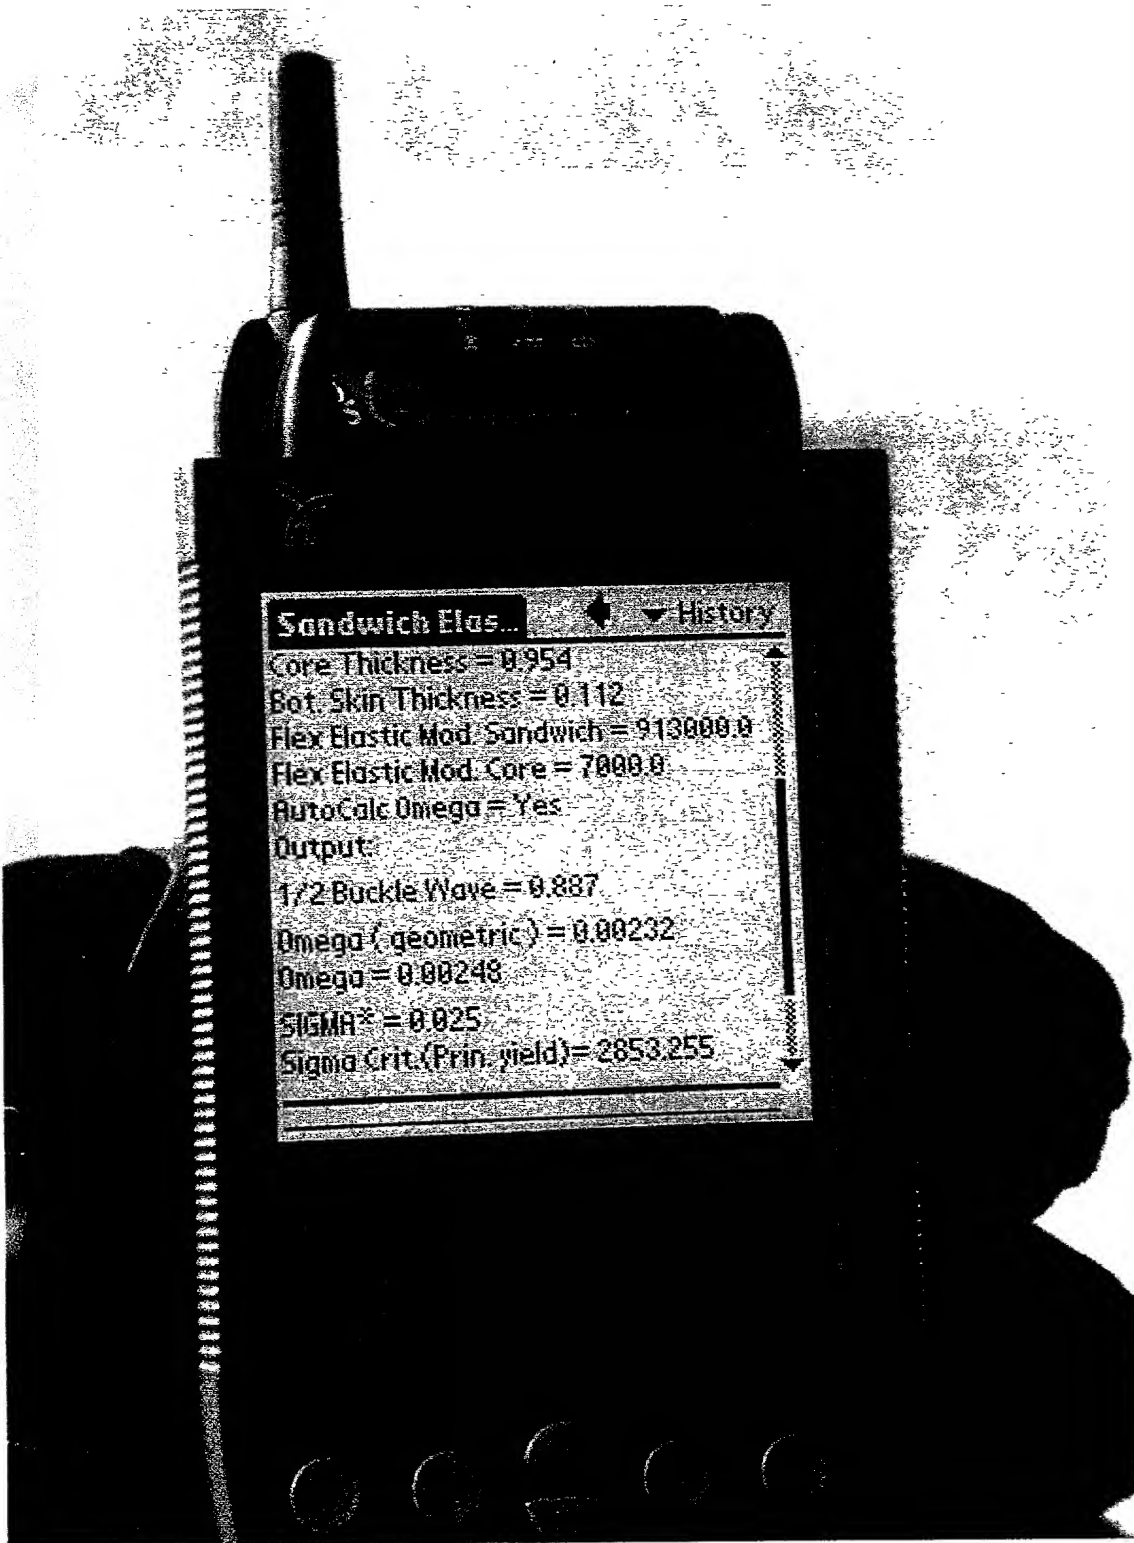 Sandwich Elas... History
Core Thickness = 0.954
Bot. Skin Thickness = 0.112
Flex Elastic Mod. Sandwich = 913000.0
Flex Elastic Mod. Core = 7000.0
AutoCalc Omega = Yes
Output:
1/2 Buckle Wave = 0.887
Omega ( geometric ) = 0.00232
Omega = 0.00248
SIGMA* = 0.025
Sigma Crit.(Prin. yield)= 2853.255